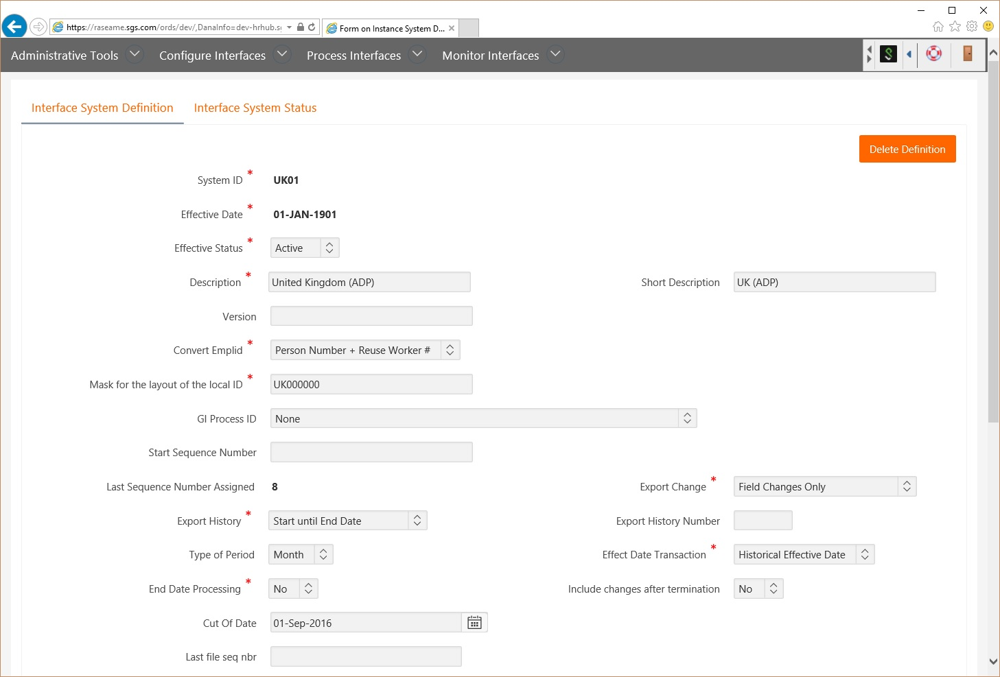 https://raseame.sgs.com/ords/dev/,DanaInfo=dev-hrhub.s
Form on Instance System D...
Administrative Tools
Configure Interfaces
Process Interfaces
Monitor Interfaces
Interface System Definition
Interface System Status
Delete Definition
System ID * UK01
Effective Date * 01-JAN-1901
Effective Status * Active
Description * United Kingdom (ADP)
Short Description UK (ADP)
Version
Convert Emplid * Person Number + Reuse Worker #
Mask for the layout of the local ID * UK000000
GI Process ID None
Start Sequence Number
Last Sequence Number Assigned 8
Export Change * Field Changes Only
Export History * Start until End Date
Export History Number
Type of Period Month
Effect Date Transaction * Historical Effective Date
End Date Processing * No
Include changes after termination No
Cut Of Date 01-Sep-2016
Last file seq nbr